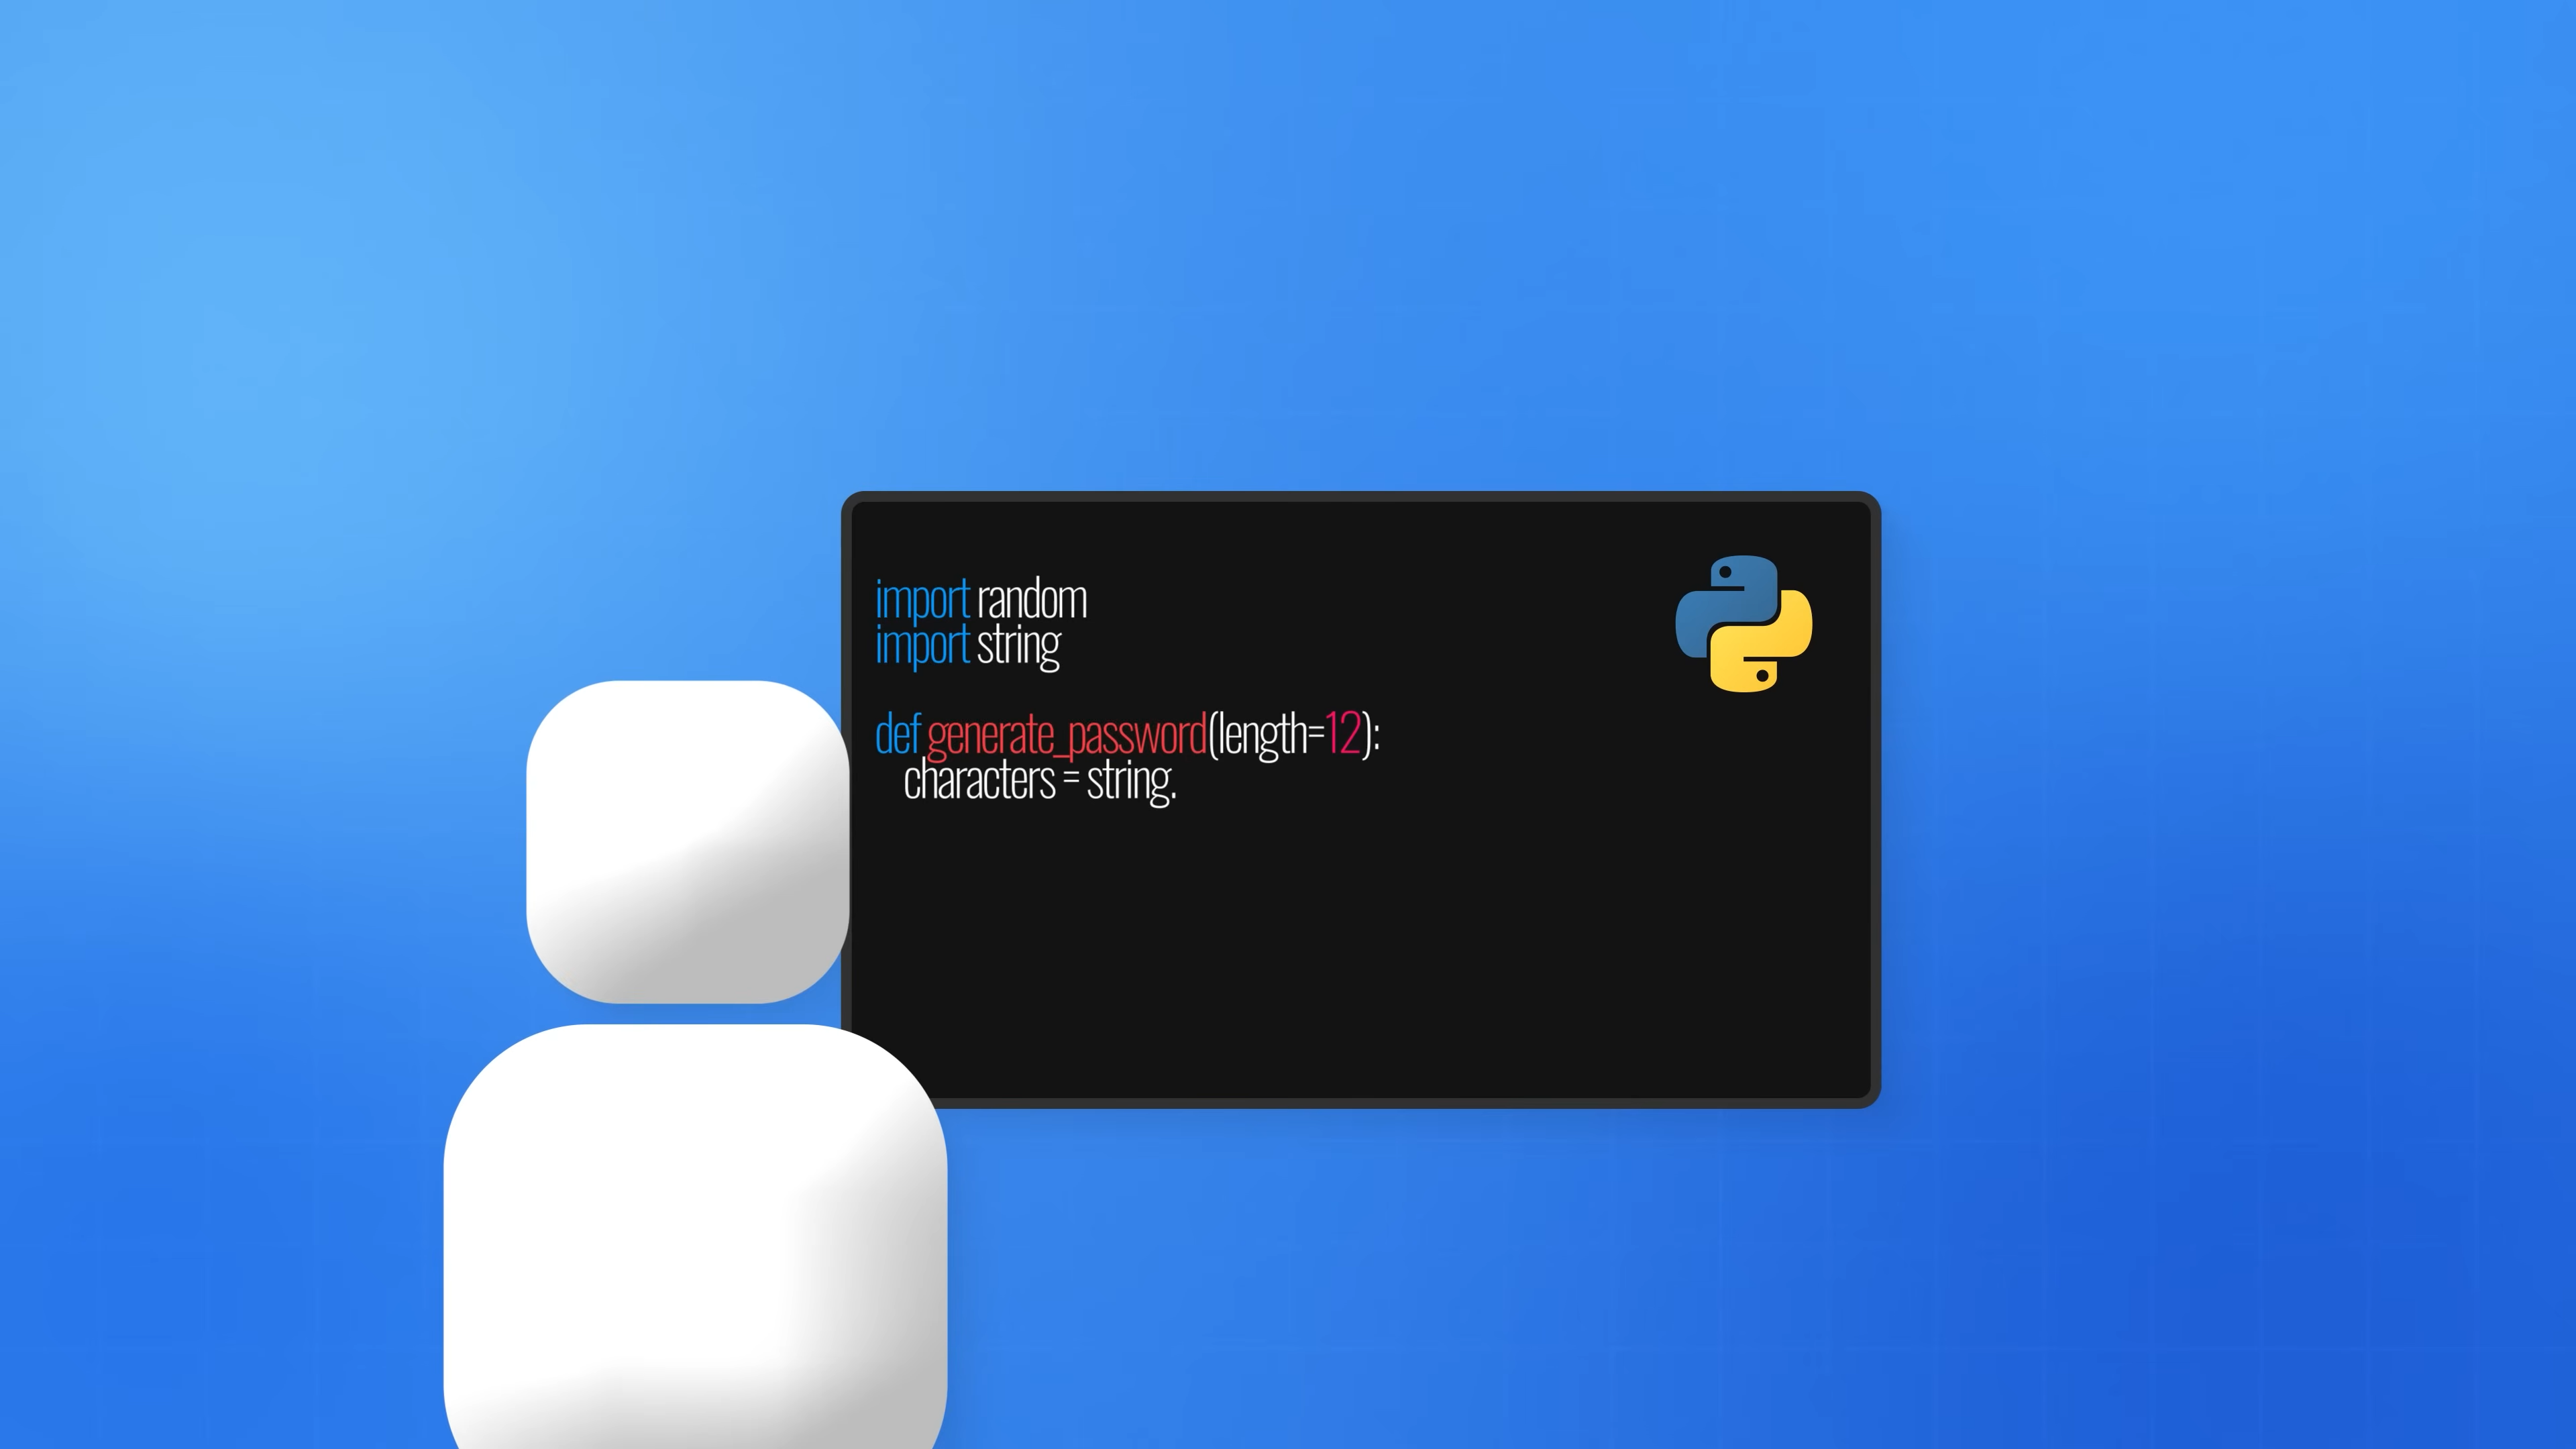 import random
import string
def generate_password(length=12):
characters = string.